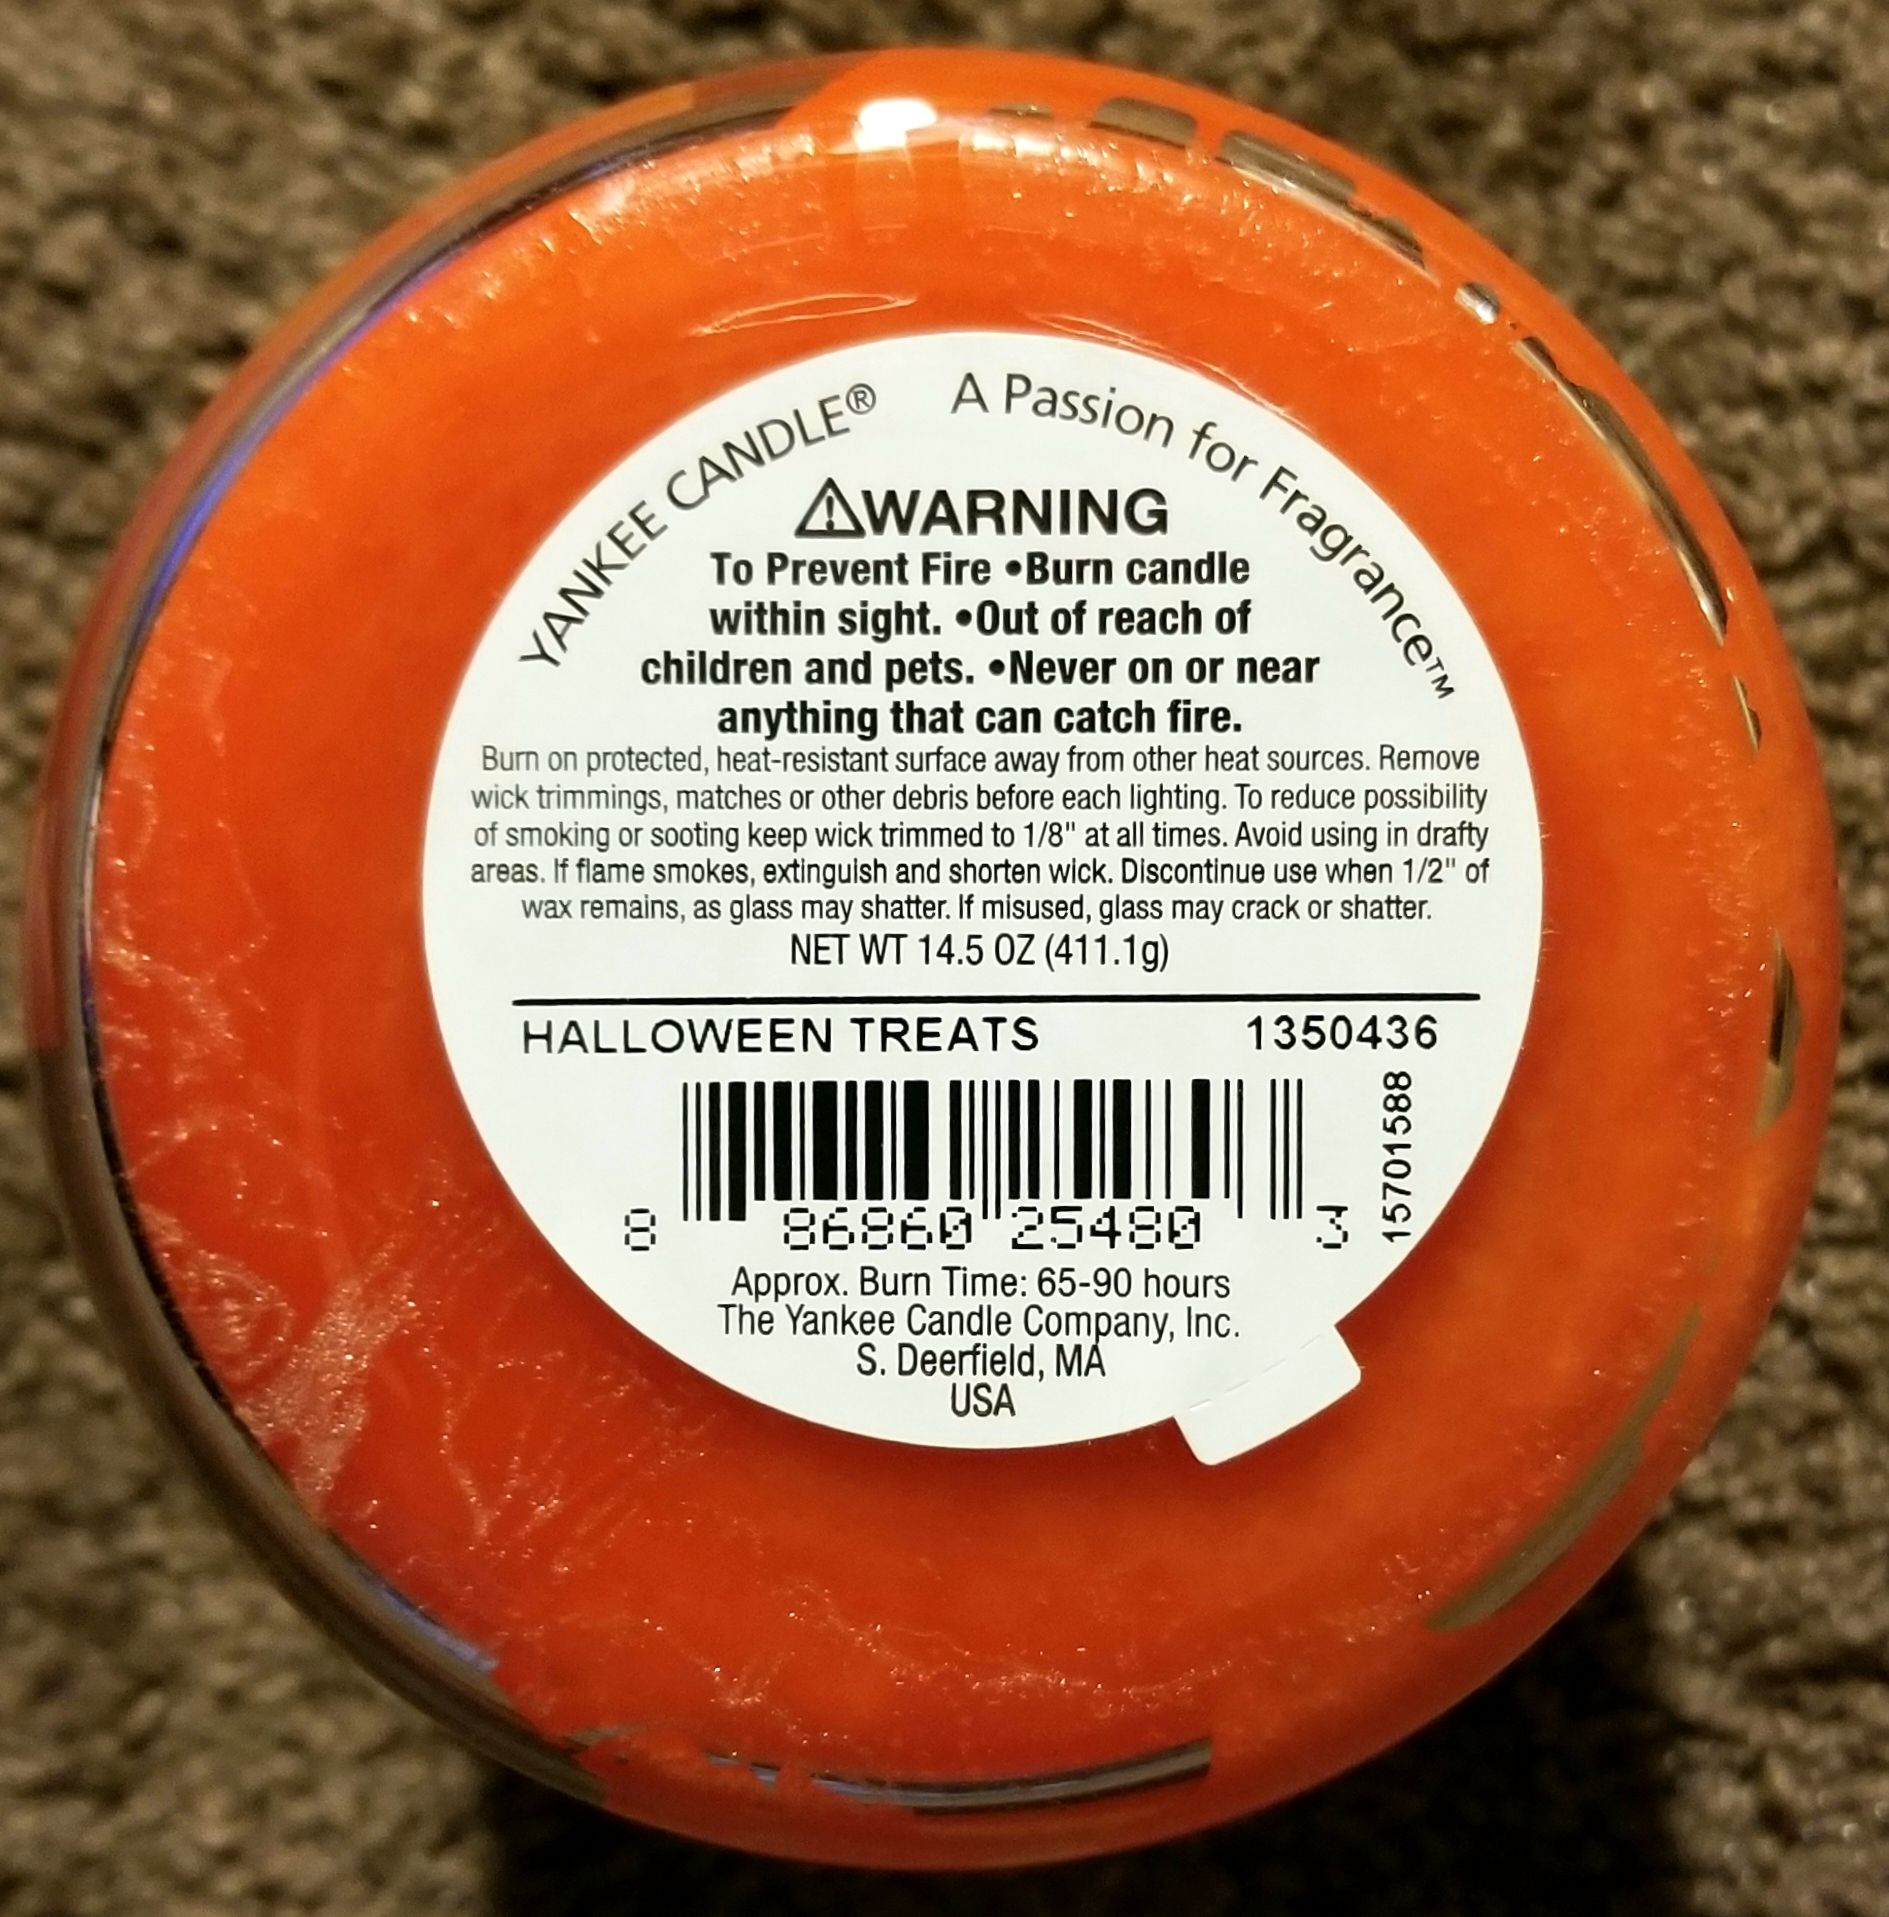 YANKEE CANDLE® A Passion for Fragrance™
⚠WARNING
To Prevent Fire •Burn candle
within sight. •Out of reach of
children and pets. •Never on or near
anything that can catch fire.
Burn on protected, heat-resistant surface away from other heat sources. Remove
wick trimmings, matches or other debris before each lighting. To reduce possibility
of smoking or sooting keep wick trimmed to 1/8" at all times. Avoid using in drafty
areas. If flame smokes, extinguish and shorten wick. Discontinue use when 1/2" of
wax remains, as glass may shatter. If misused, glass may crack or shatter.
NET WT 14.5 OZ (411.1g)
HALLOWEEN TREATS 1350436
15701588
8 86860 25480 3
Approx. Burn Time: 65-90 hours
The Yankee Candle Company, Inc.
S. Deerfield, MA
USA